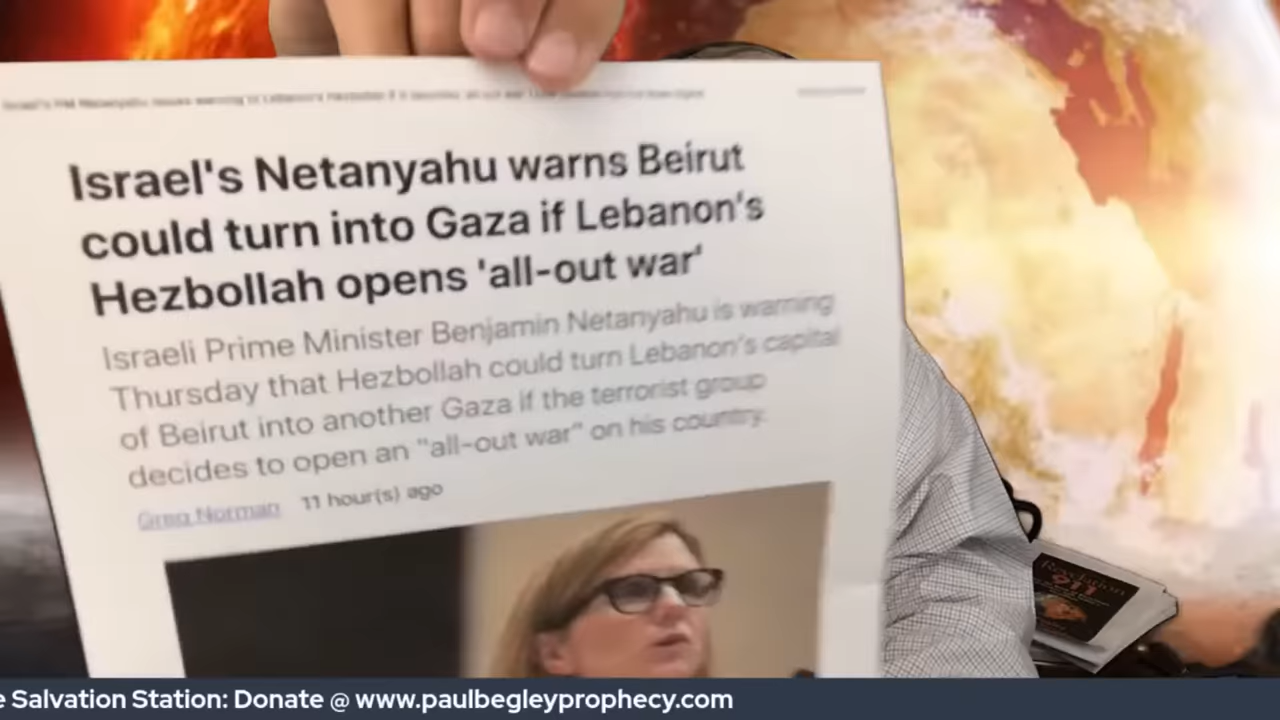 Israel's Netanyahu warns Beirut
could turn into Gaza if Lebanon's
Hezbollah opens 'all-out war'
Israeli Prime Minister Benjamin Netanyahu is warning
Thursday that Hezbollah could turn Lebanon's capital
of Beirut into another Gaza if the terrorist group
decides to open an "all-out war" on his country.
Greg Norman 11 hour(s) ago
Revelation
911
Salvation Station: Donate @ www.paulbegleyprophecy.com